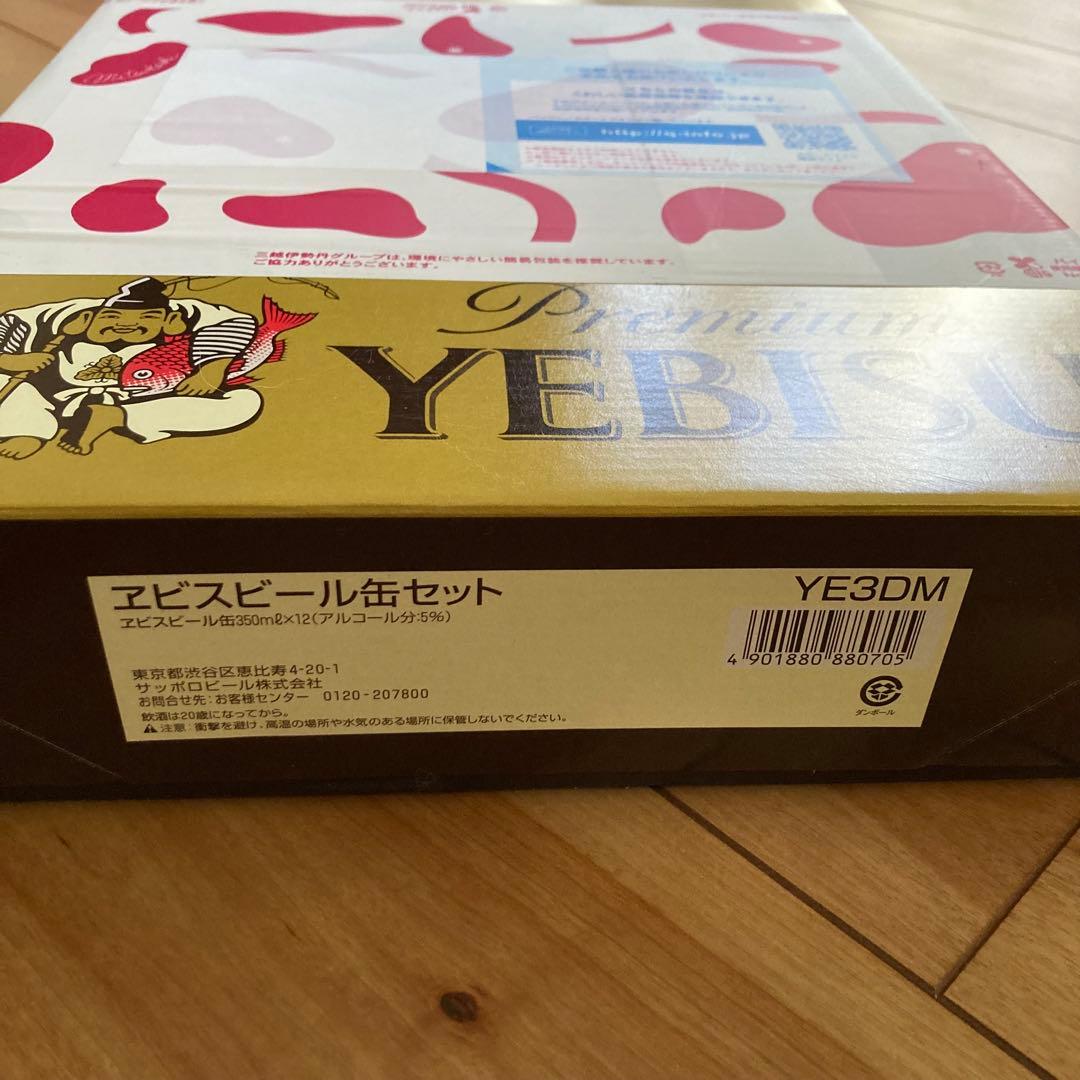 Mitsukoshi
三越伊勢丹グループは、環境にやさしい簡易包装を推奨しています。
ご協力ありがとうございます。
Premium
YEBISU
ヱビスビール缶セット
YE3DM
ヱビスビール缶350mℓ×12(アルコール分:5%)
4 901880 880705
東京都渋谷区恵比寿4-20-1
サッポロビール株式会社
お問合せ先:お客様センター 0120-207800
ダンボール
飲酒は20歳になってから。
⚠注意:衝撃を避け、高温の場所や水気のある場所に保管しないでください。